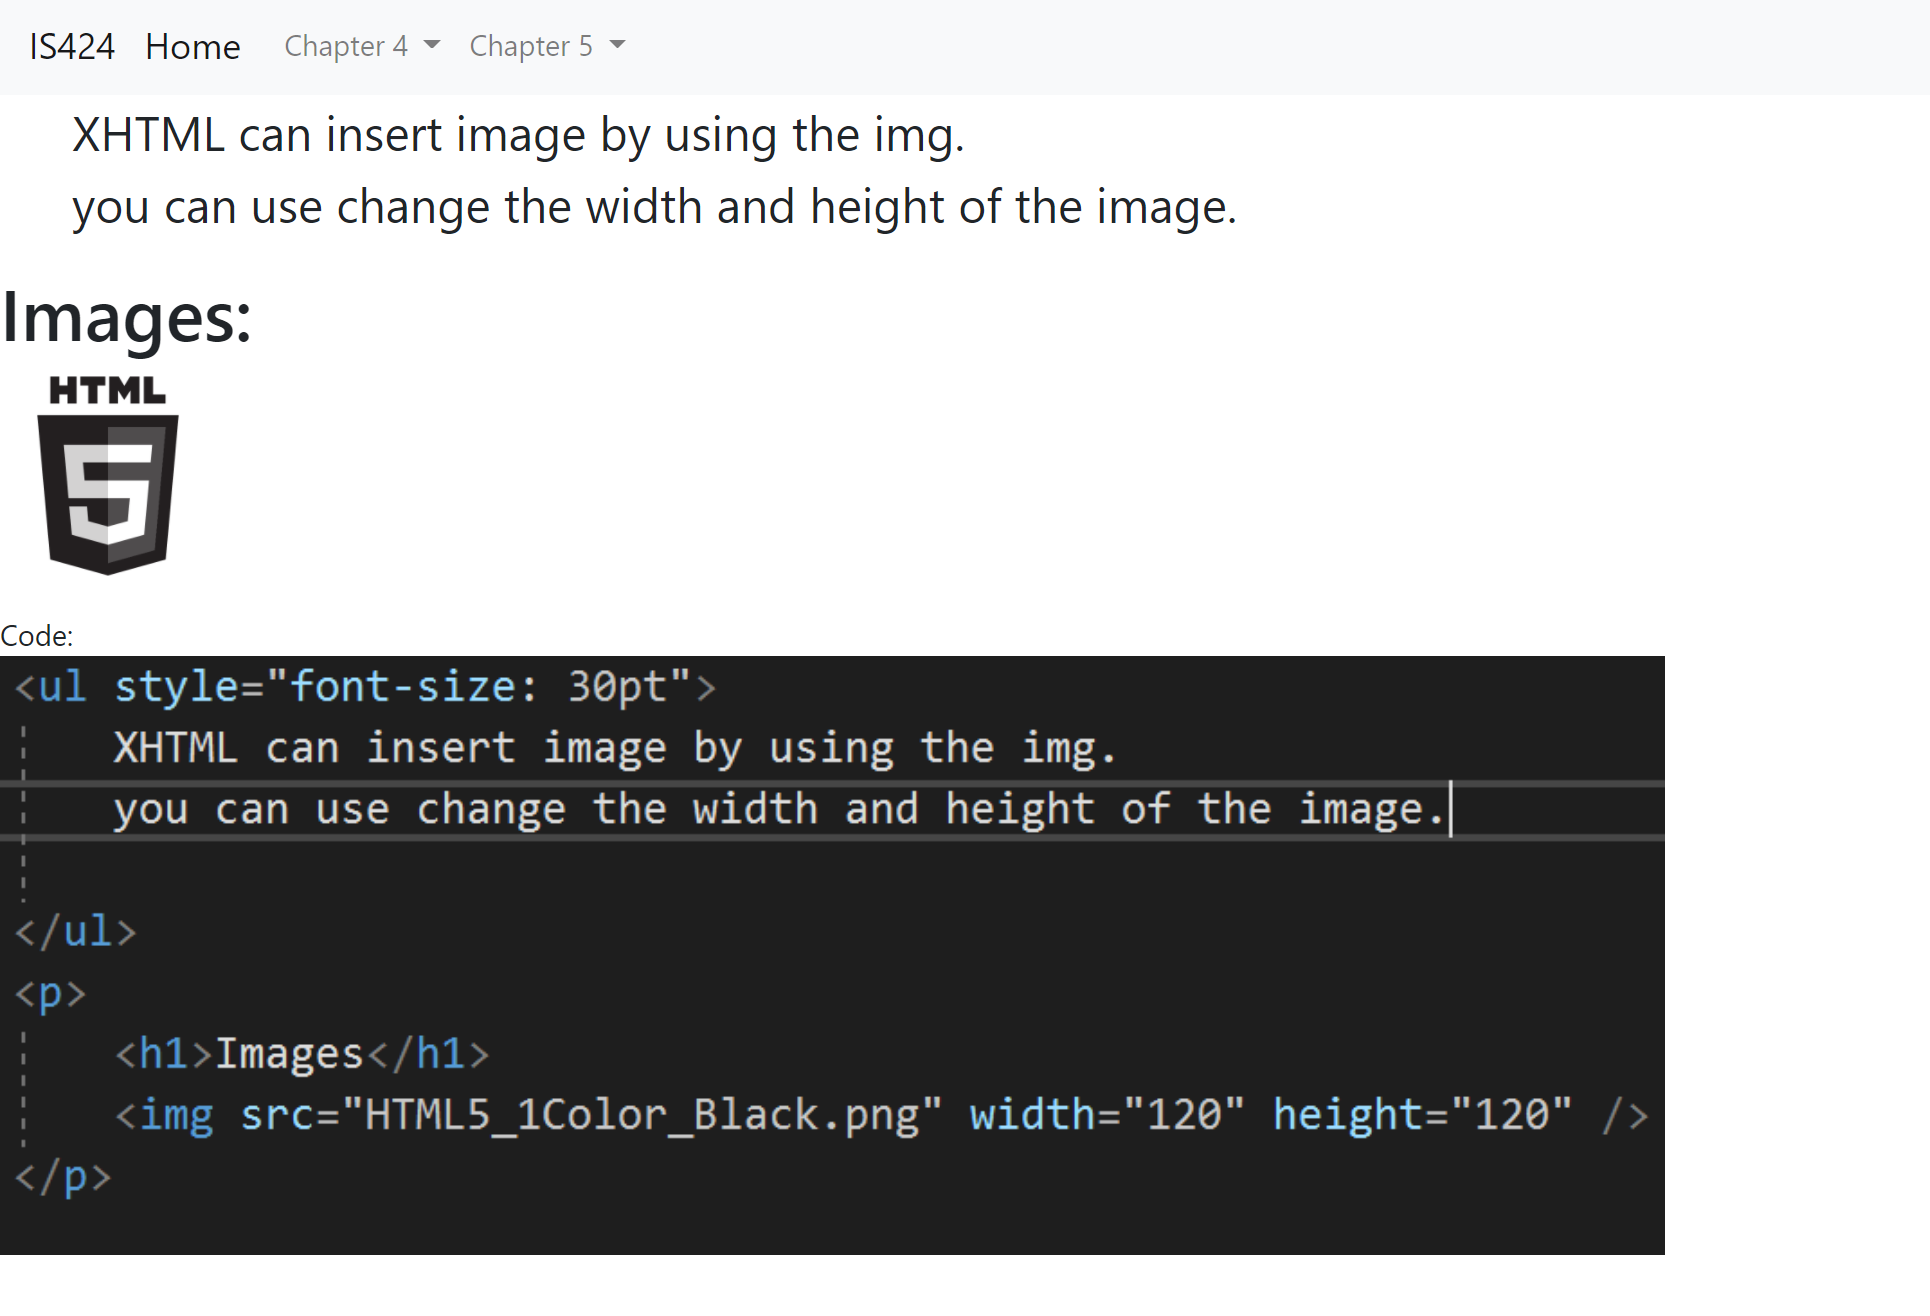 IS424 Home Chapter 4 Chapter 5
XHTML can insert image by using the img.
you can use change the width and height of the image.
Images:
HTML
5
Code:
<ul style="font-size: 30pt">
XHTML can insert image by using the img.
you can use change the width and height of the image.
</ul>
<p>
<h1>Images</h1>
<img src="HTML5_1Color_Black.png" width="120" height="120" />
</p>